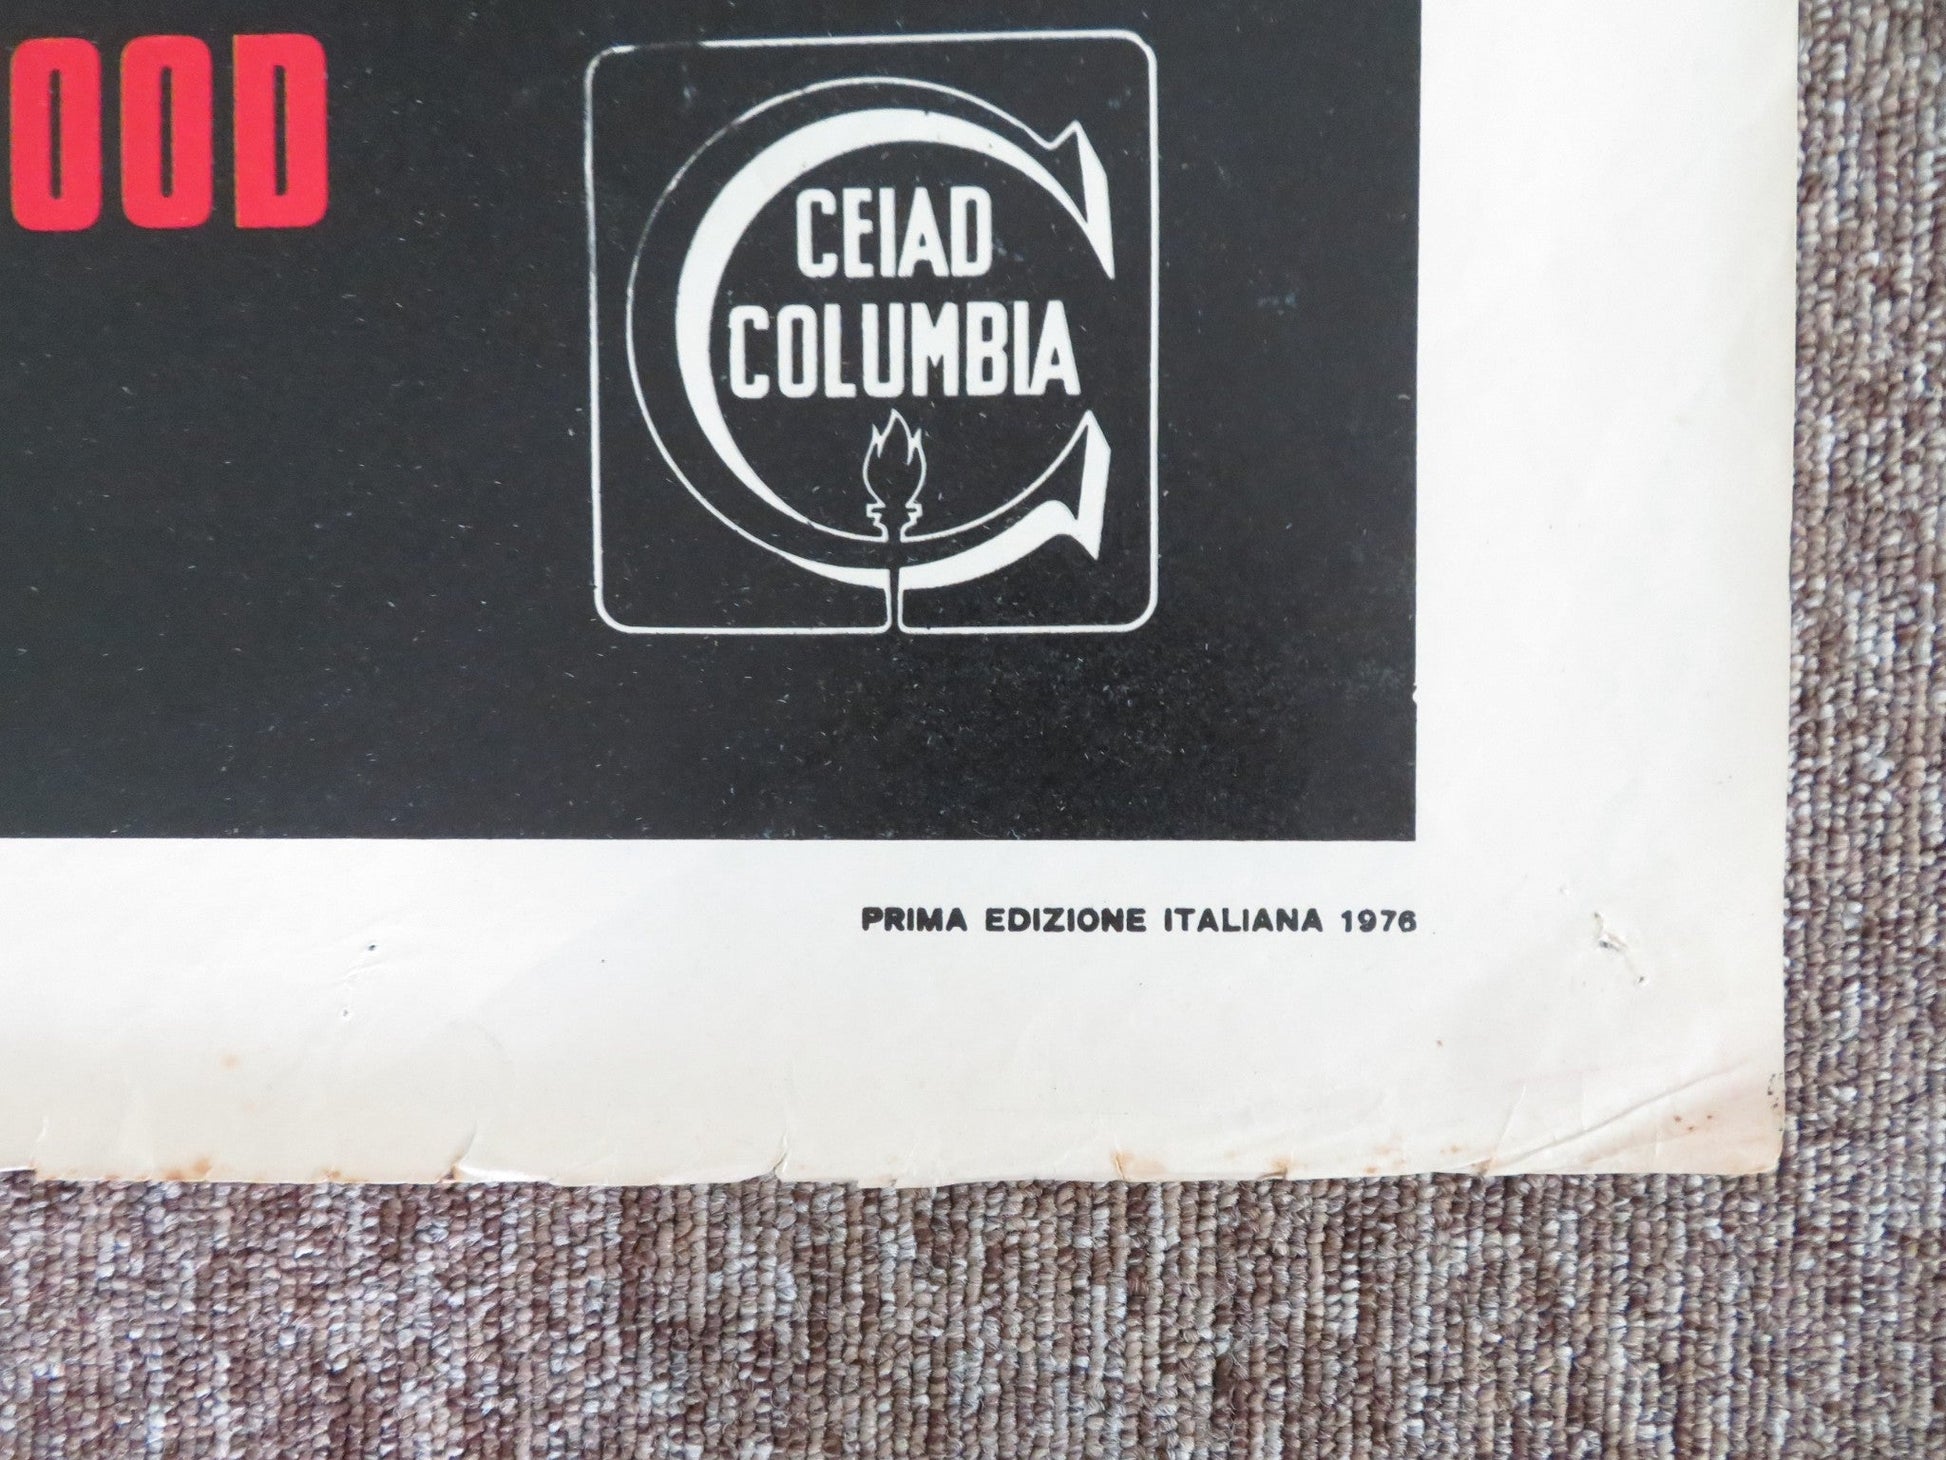 OOD
CEIAD
COLUMBIA
PRIMA EDIZIONE ITALIANA 1976